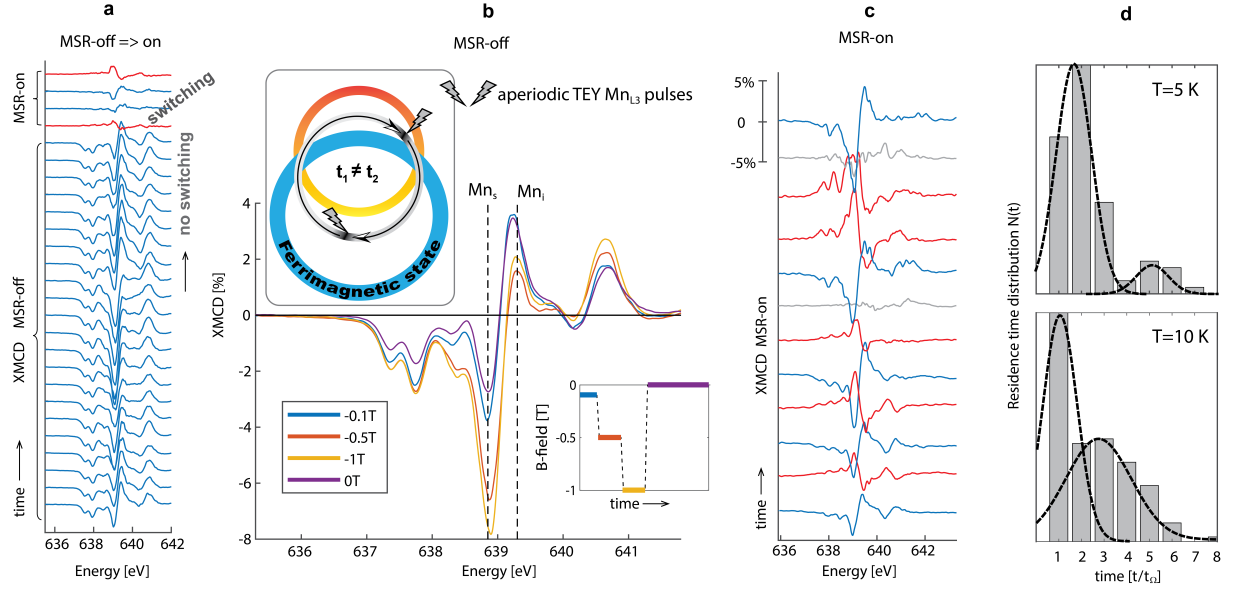 a
MSR-off => on
MSR-on
switching
no switching
MSR-off
XMCD
time
636 638 640 642
Energy [eV]
b
MSR-off
aperiodic TEY MnL3 pulses
t1 ≠ t2
Ferrimagnetic state
Mns
Mni
4
2
0
-2
-4
-6
-8
XMCD [%]
-0.1T
-0.5T
-1T
0T
0
-0.5
-1
B-field [T]
time
636 637 638 639 640 641
Energy [eV]
c
MSR-on
5%
0
-5%
XMCD MSR-on
time
636 638 640 642
Energy [eV]
d
T=5 K
T=10 K
Residence time distribution N(t)
1 2 3 4 5 6 7 8
time [t/tΩ]